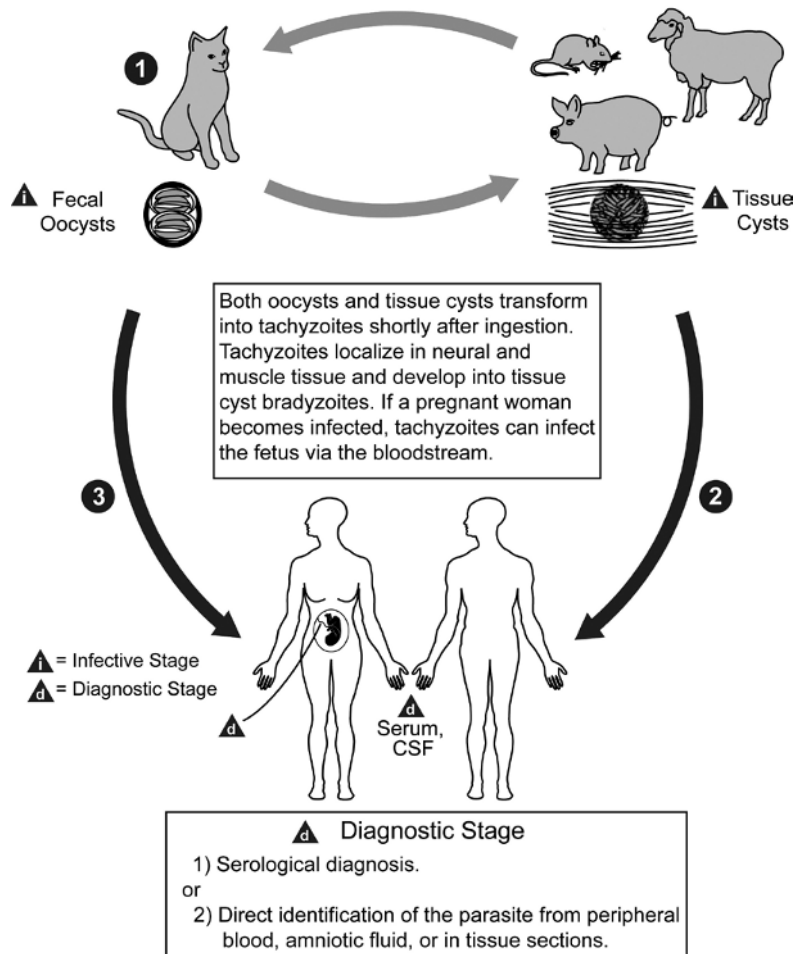 1
i Fecal
Oocysts
i Tissue
Cysts
Both oocysts and tissue cysts transform
into tachyzoites shortly after ingestion.
Tachyzoites localize in neural and
muscle tissue and develop into tissue
cyst bradyzoites. If a pregnant woman
becomes infected, tachyzoites can infect
the fetus via the bloodstream.
3
2
i = Infective Stage
d = Diagnostic Stage
d
d
Serum,
CSF
d Diagnostic Stage
1) Serological diagnosis.
or
2) Direct identification of the parasite from peripheral
blood, amniotic fluid, or in tissue sections.